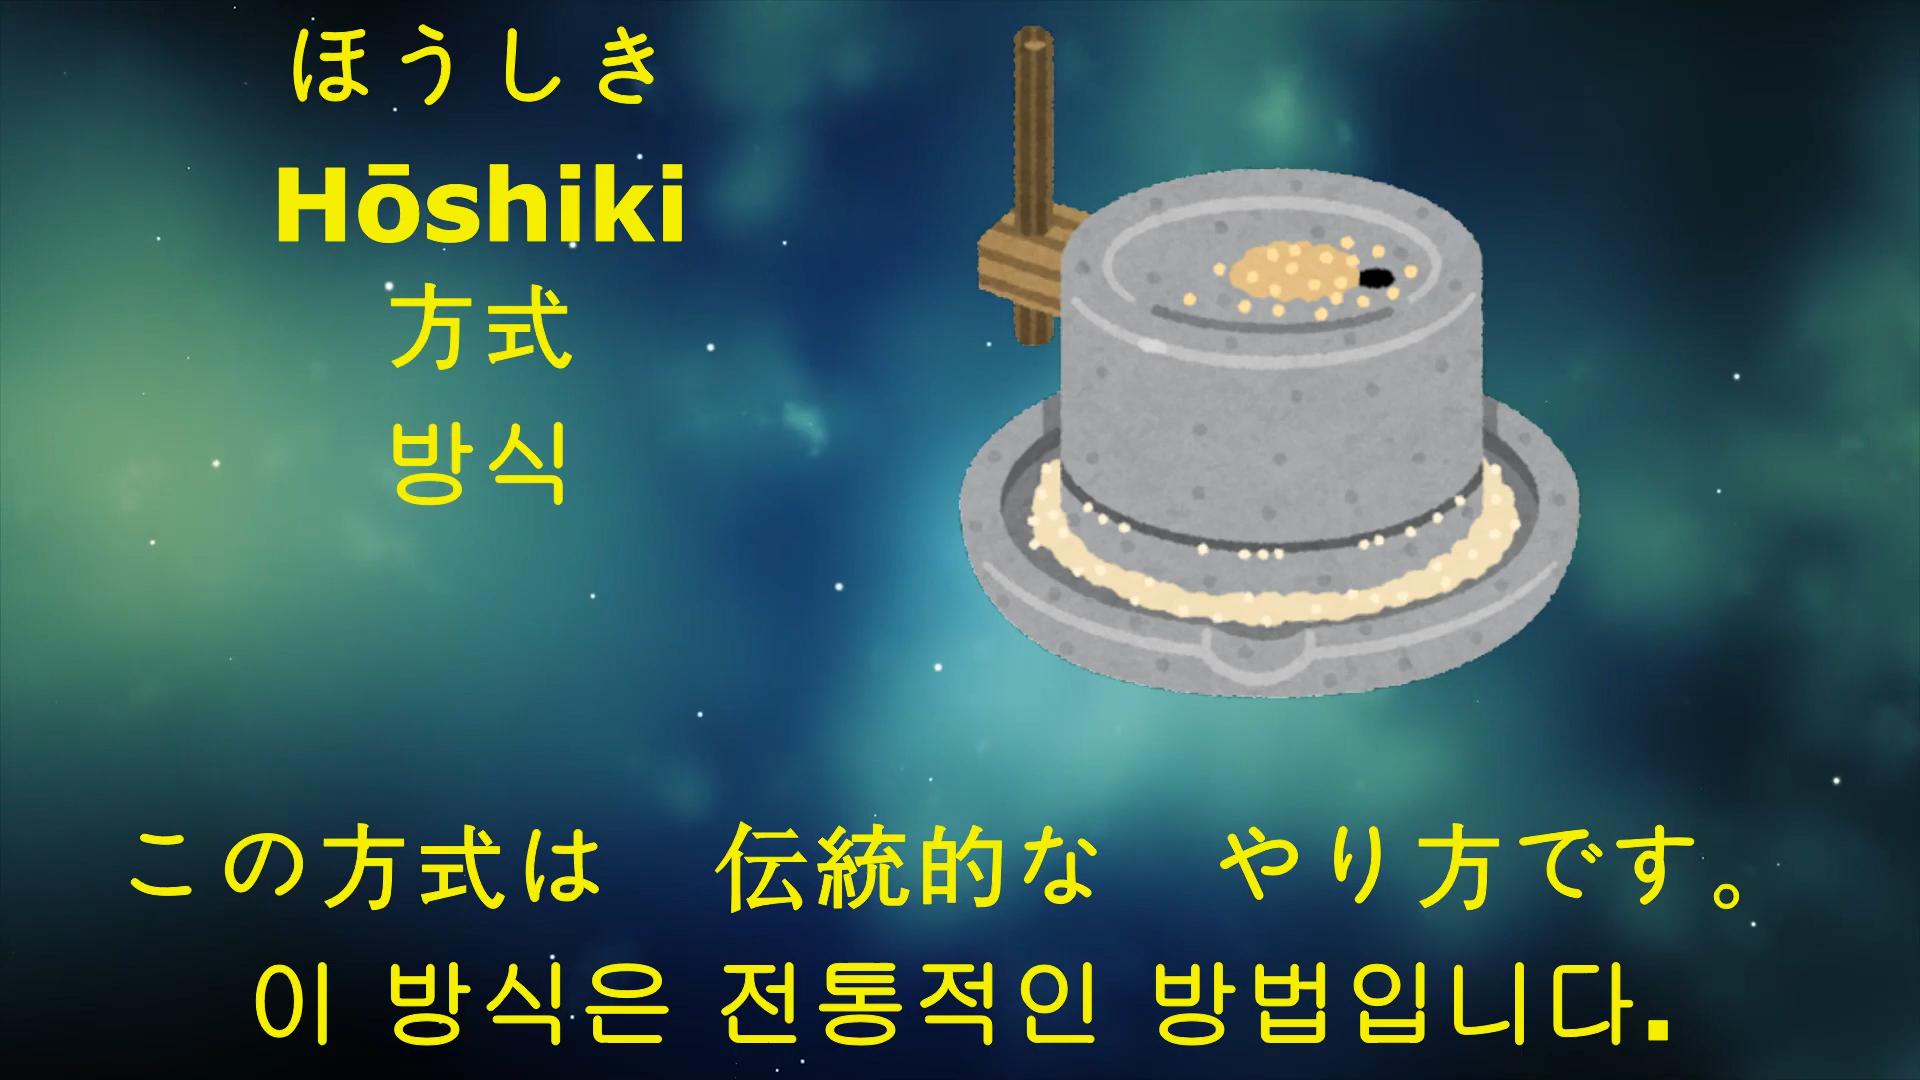 ほうしき
Hōshiki
方式
방식
この方式は　伝統的な　やり方です。
이 방식은 전통적인 방법입니다.